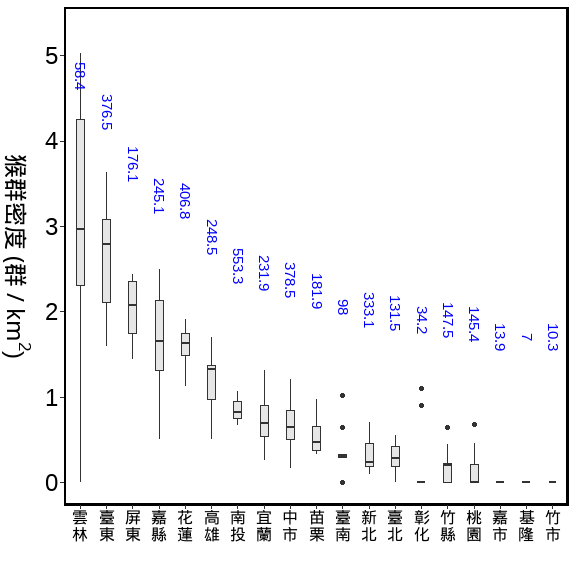 猴群密度 (群 / km²)
5
4
3
2
1
0
58.4
376.5
176.1
245.1
406.8
248.5
553.3
231.9
378.5
181.9
98
333.1
131.5
34.2
147.5
145.4
13.9
7
10.3
雲林
臺東
屏東
嘉縣
花蓮
高雄
南投
宜蘭
中市
苗栗
臺南
新北
臺北
彰化
竹縣
桃園
嘉市
基隆
竹市